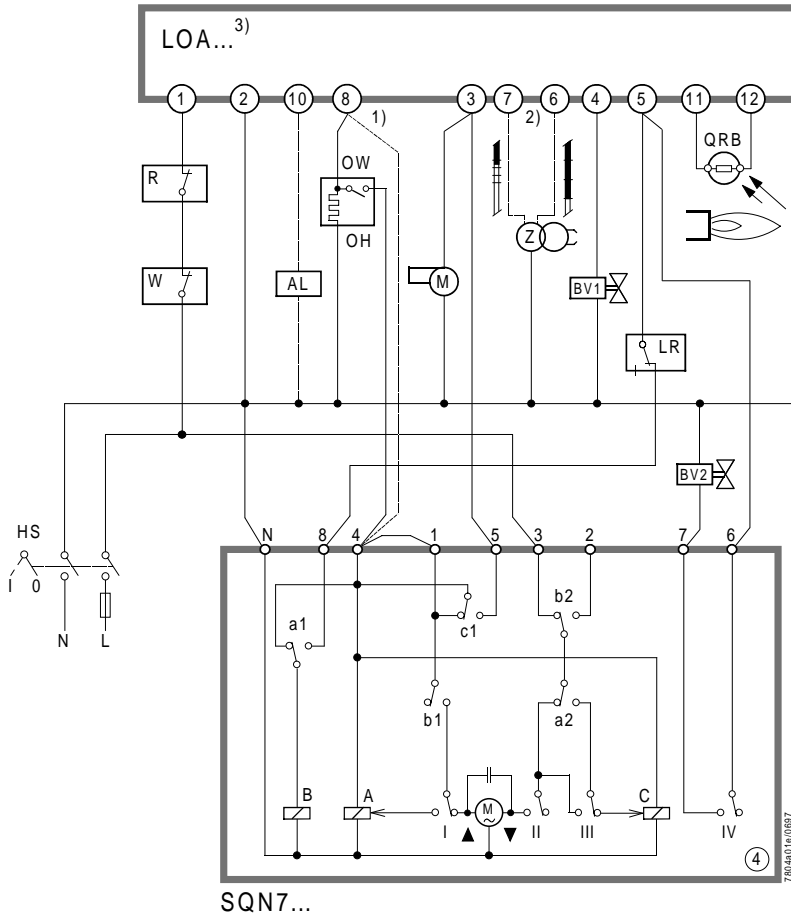 LOA... 3)
1 2 10 8 3 7 6 4 5 11 12
1) 2)
QRB
R OW
OH
Z
W AL M BV1
LR
BV2
HS
I 0
N L
N 8 4 1 5 3 2 7 6
a1 c1 b2
b1 a2
B A M C
~
I II III IV
4
7804a01e/0697
SQN7...